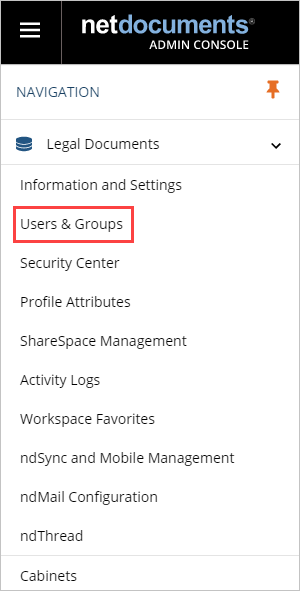 netdocuments®
ADMIN CONSOLE
NAVIGATION
Legal Documents
Information and Settings
Users & Groups
Security Center
Profile Attributes
ShareSpace Management
Activity Logs
Workspace Favorites
ndSync and Mobile Management
ndMail Configuration
ndThread
Cabinets